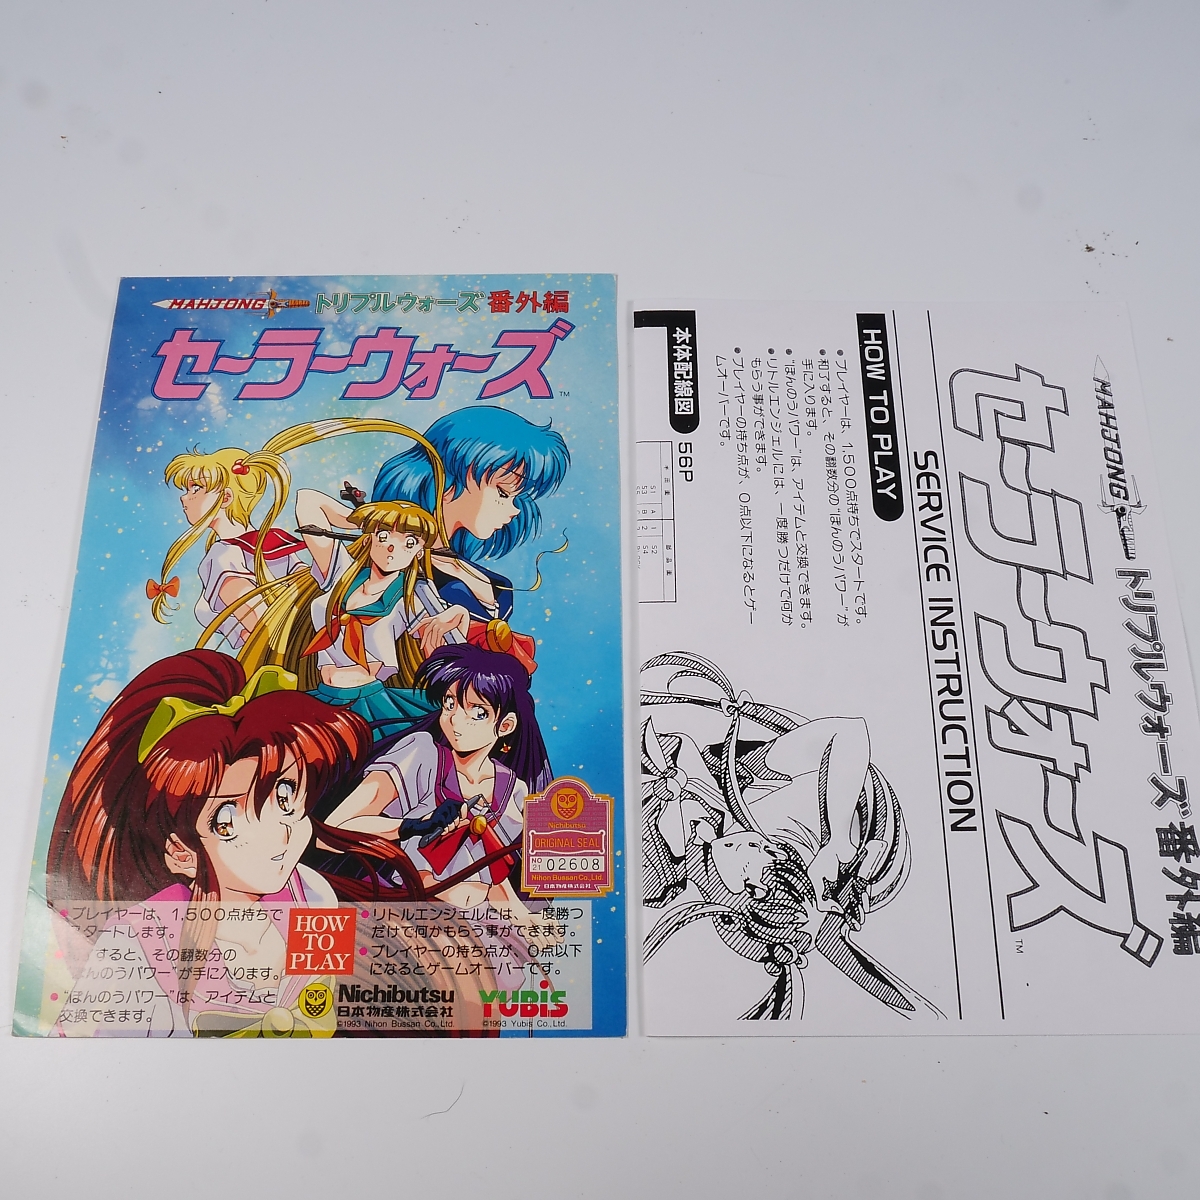 MAHJONG トリプルウォーズ 番外編
セーラーウォーズ™
Nichibutsu
ORIGINAL SEAL
NO 21 02608
Nihon Bussan Co.,Ltd.
日本物産株式会社
HOW
TO
PLAY
• プレイヤーは、1,500点持ちで
スタートします。
すると、その翻数分の
"ぼんのうパワー"が手に入ります。
• "ぼんのうパワー"は、アイテムと
交換できます。
• リトルエンジェルには、一度勝つ
だけで何かもらう事ができます。
• プレイヤーの持ち点が、0点以下
になるとゲームオーバーです。
Nichibutsu
日本物産株式会社
©1993 Nihon Bussan Co., Ltd.
YUBIS
©1993 Yubis Co., Ltd.
MAHJONG トリプルウォーズ 番外編
セーラーウォーズ™
SERVICE INSTRUCTION
HOW TO PLAY
• プレイヤーは、1,500点持ちでスタートです。
• 和了すると、その翻数分の"ぼんのうパワー"が
手に入ります。
• "ぼんのうパワー"は、アイテムと交換できます。
• リトルエンジェルには、一度勝つだけで何か
もらう事ができます。
• プレイヤーの持ち点が、0点以下になるとゲー
ムオーバーです。
本体配線図 56P